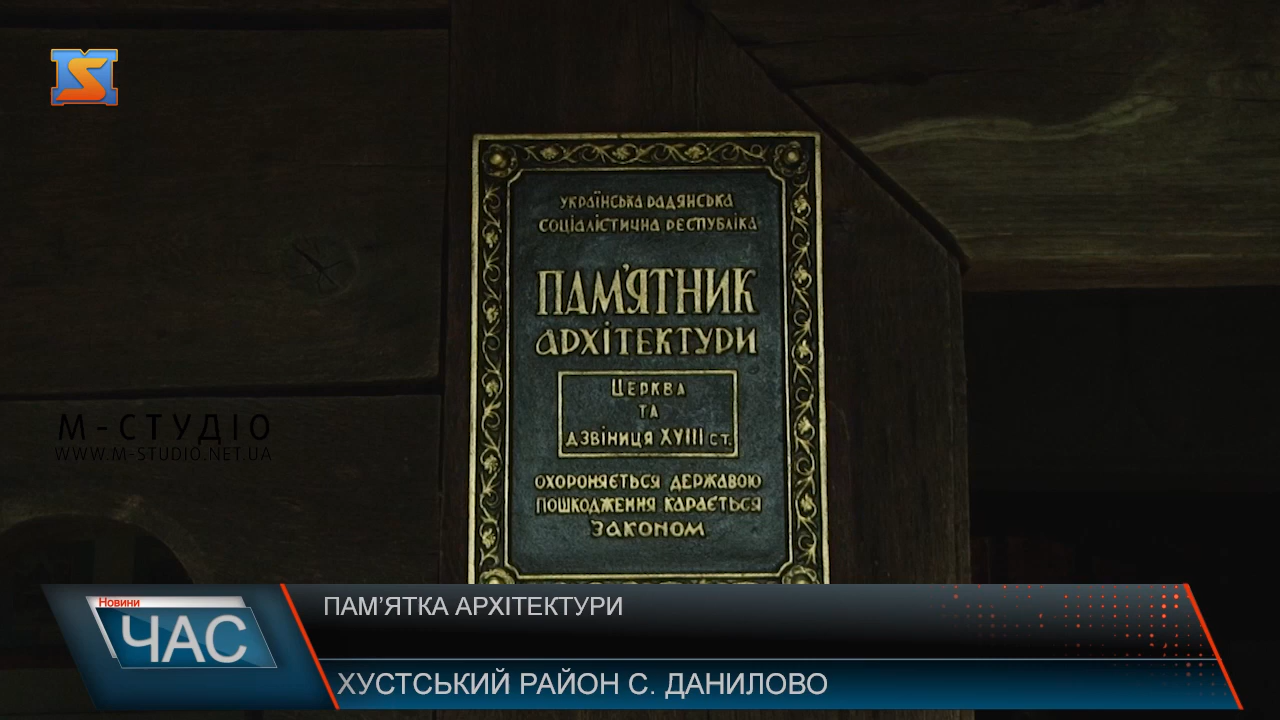 УКРАЇНСЬКА РАДЯНСЬКА
СОЦІАЛІСТИЧНА РЕСПУБЛІКА
ПАМ'ЯТНИК
АРХІТЕКТУРИ
ЦЕРКВА
ТА
ДЗВІНИЦЯ XVIII СТ.
ОХОРОНЯЄТЬСЯ ДЕРЖАВОЮ
ПОШКОДЖЕННЯ КАРАЄТЬСЯ
ЗАКОНОМ
М-СТУДІО
WWW.M-STUDIO.NET.UA
Новини
ЧАС
ПАМ’ЯТКА АРХІТЕКТУРИ
ХУСТСЬКИЙ РАЙОН С. ДАНИЛОВО